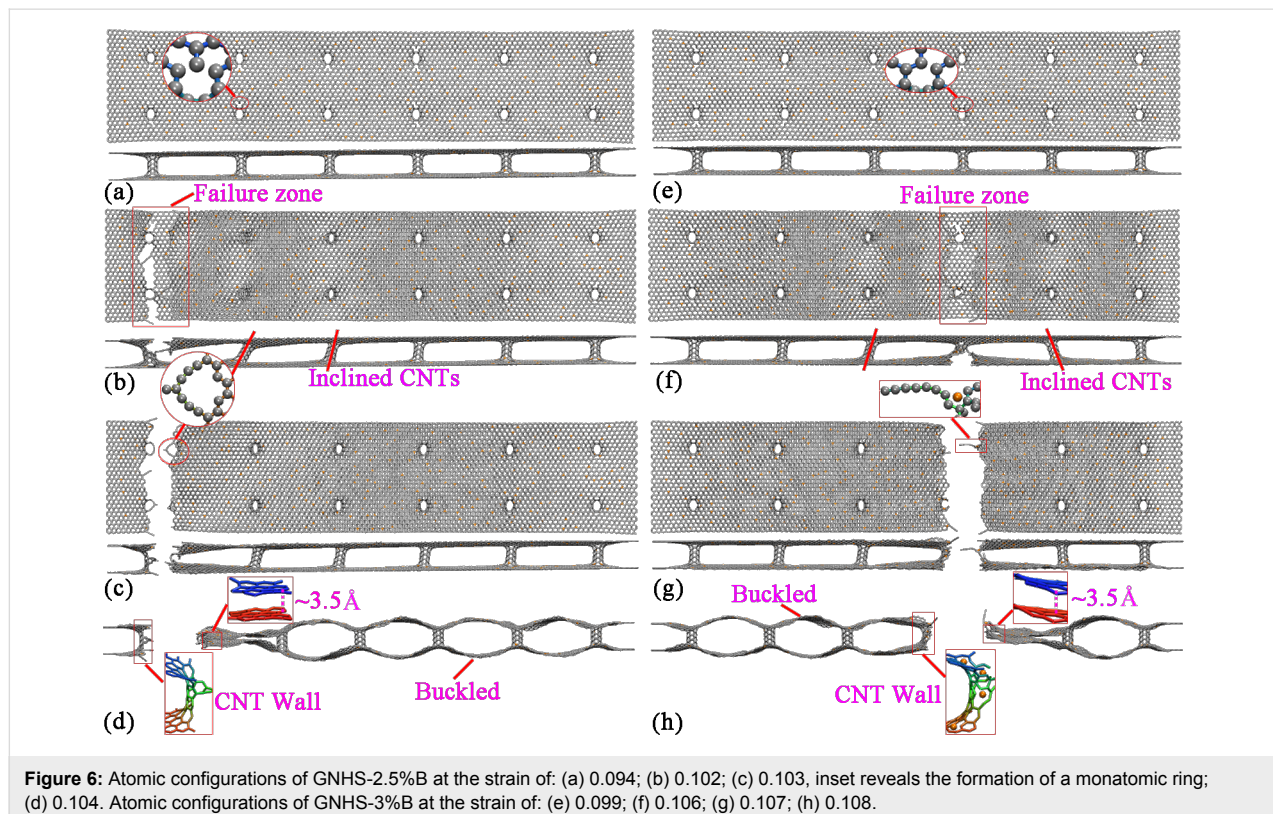 (a)
(e)
Failure zone
Failure zone
(b)
Inclined CNTs
(f)
Inclined CNTs
(c)
~3.5Å
(g)
Buckled
~3.5Å
CNT Wall
Buckled
CNT Wall
(d)
(h)
Figure 6: Atomic configurations of GNHS-2.5%B at the strain of: (a) 0.094; (b) 0.102; (c) 0.103, inset reveals the formation of a monatomic ring;
(d) 0.104. Atomic configurations of GNHS-3%B at the strain of: (e) 0.099; (f) 0.106; (g) 0.107; (h) 0.108.